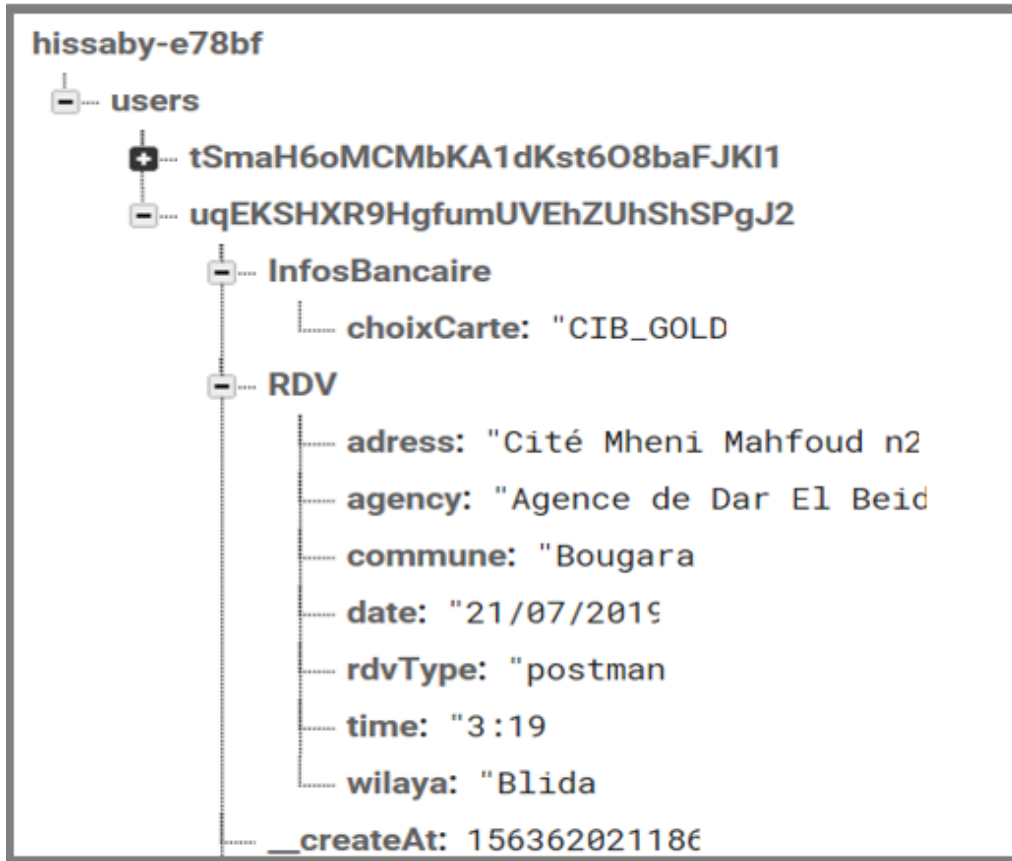 hissaby-e78bf
users
tSmaH6oMCMbKA1dKst6O8baFJKI1
uqEKSHXR9HgfumUVEhZUhShSPgJ2
InfosBancaire
choixCarte: "CIB_GOLD
RDV
adress: "Cité Mheni Mahfoud n2
agency: "Agence de Dar El Beid
commune: "Bougara
date: "21/07/2019
rdvType: "postman
time: "3:19
wilaya: "Blida
__createAt: 156362021186